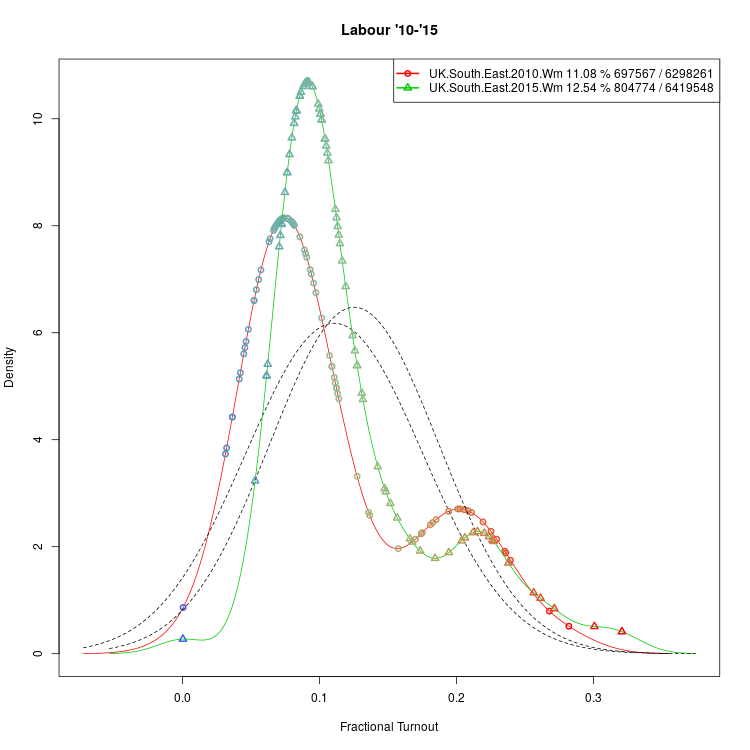 Labour '10-'15
UK.South.East.2010.Wm 11.08 % 697567 / 6298261
UK.South.East.2015.Wm 12.54 % 804774 / 6419548
10
8
6
4
2
0
Density
0.0 0.1 0.2 0.3
Fractional Turnout